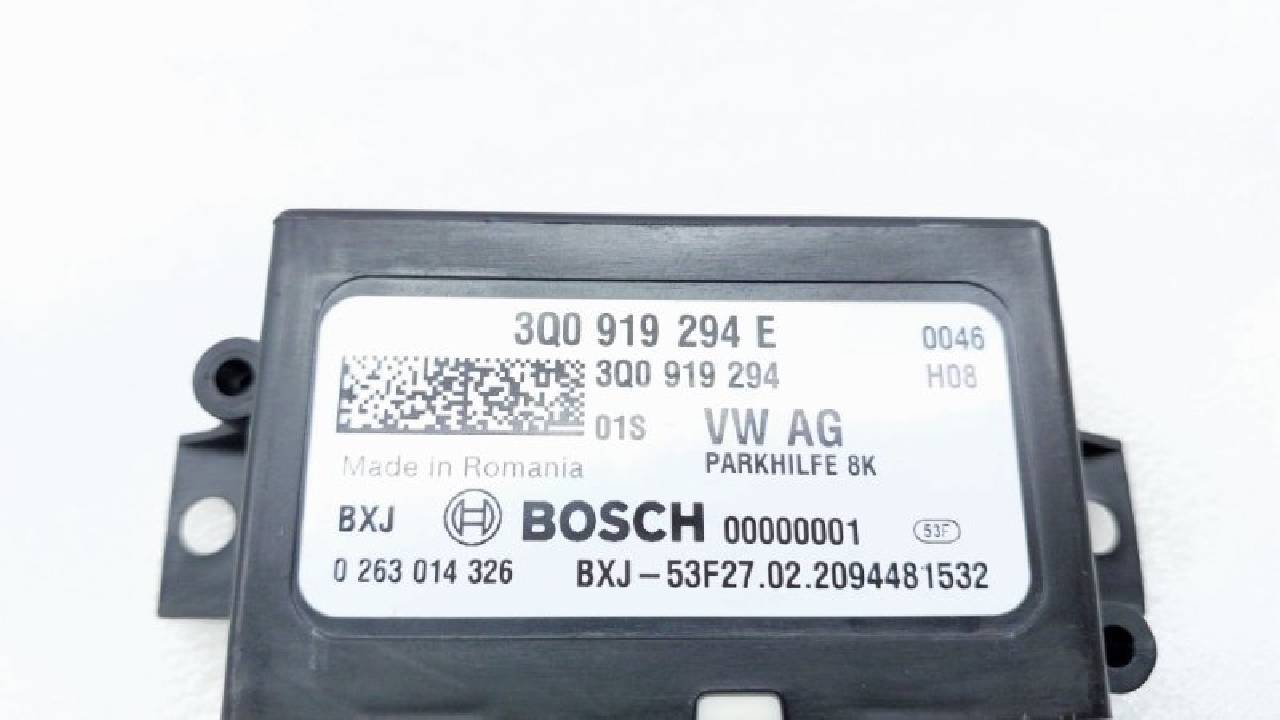 3Q0 919 294 E 0046
3Q0 919 294 H08
01S VW AG
Made in Romania PARKHILFE 8K
BXJ BOSCH 00000001 53F
0 263 014 326 BXJ-53F27.02.2094481532